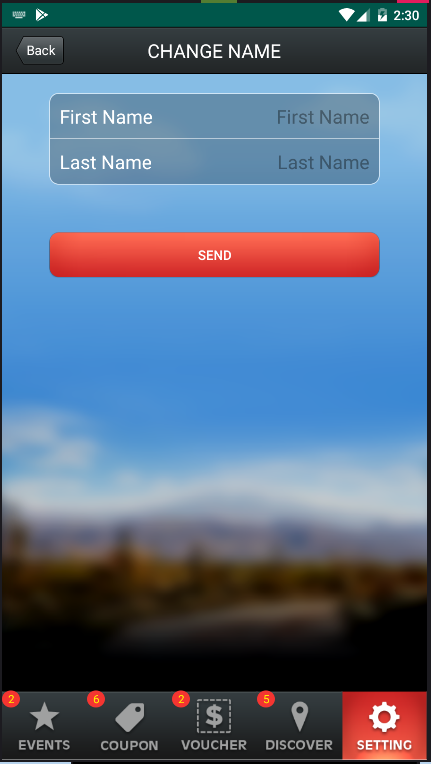 2:30
Back CHANGE NAME
First Name First Name
Last Name Last Name
SEND
2 6 2 5
$
EVENTS COUPON VOUCHER DISCOVER SETTING